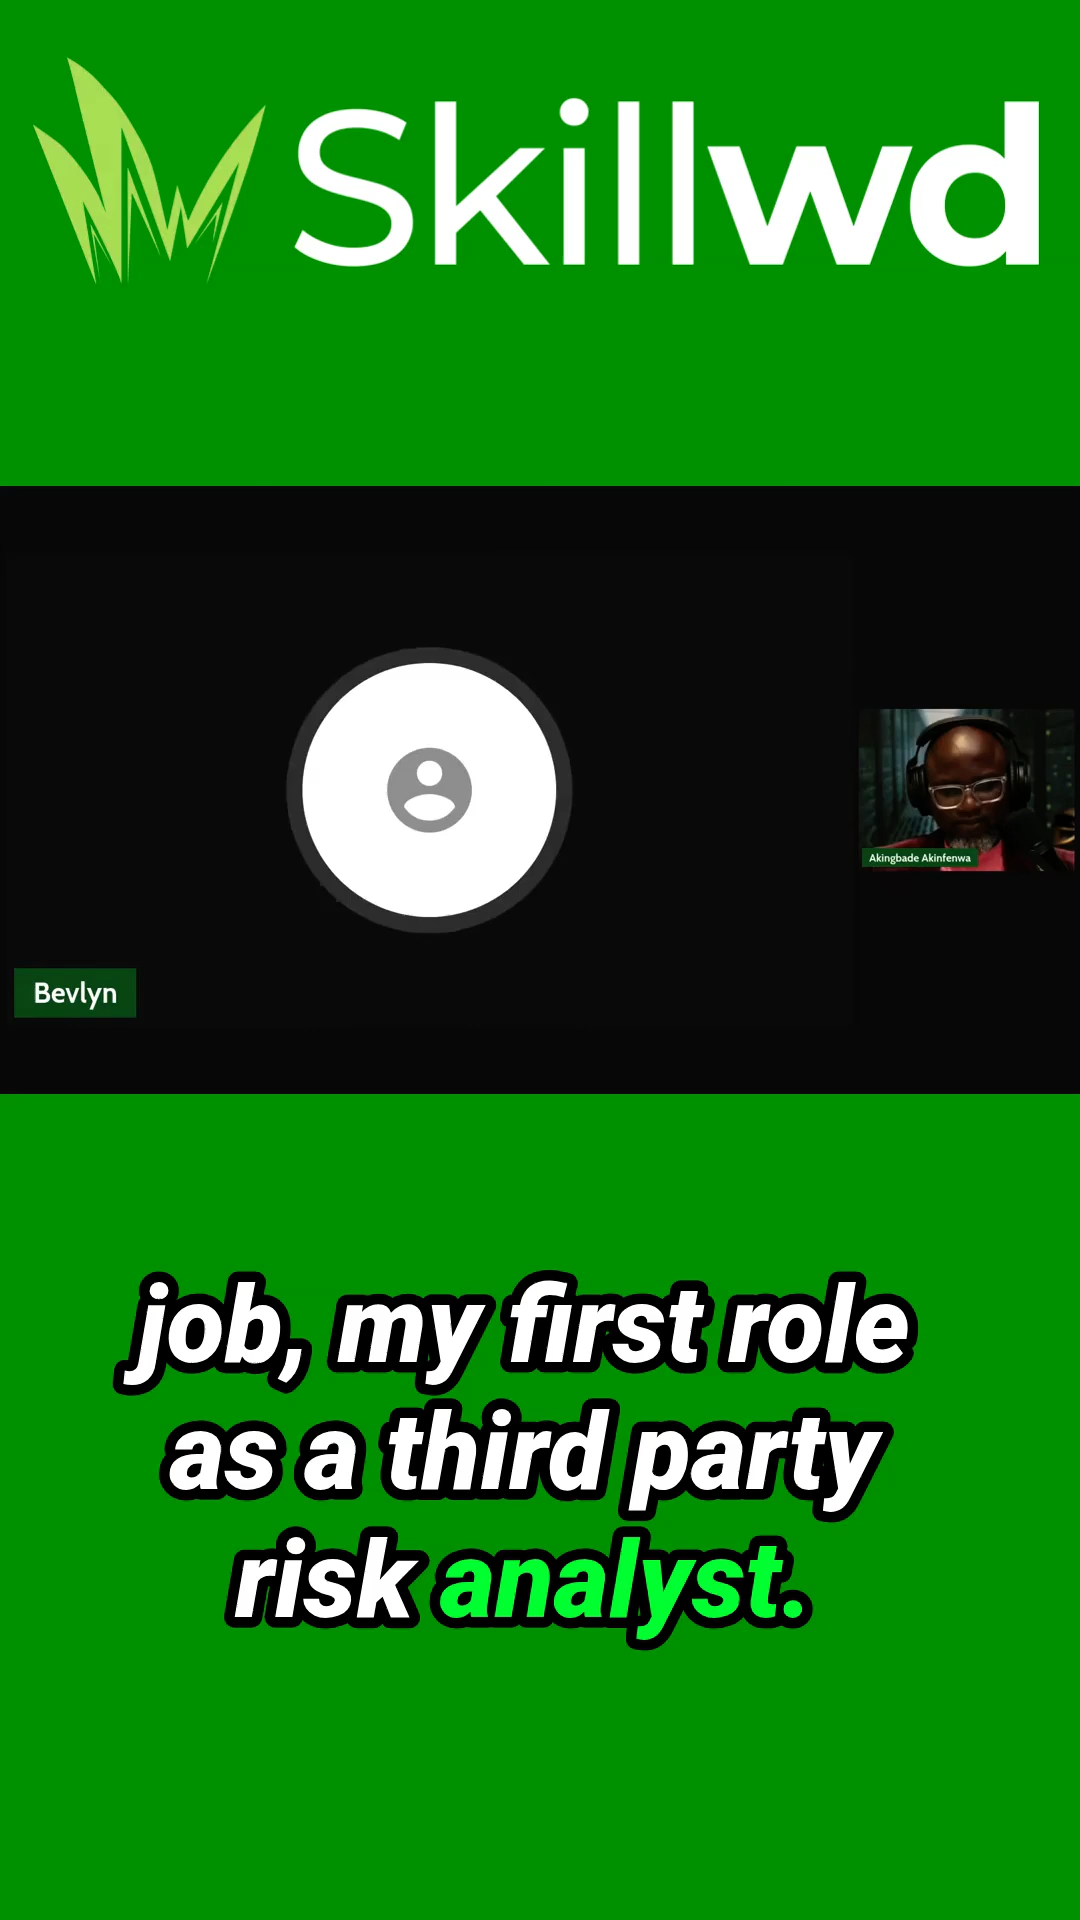 Skillwd
Akingbade Akinfenwa
Bevlyn
job, my first role
as a third party
risk analyst.